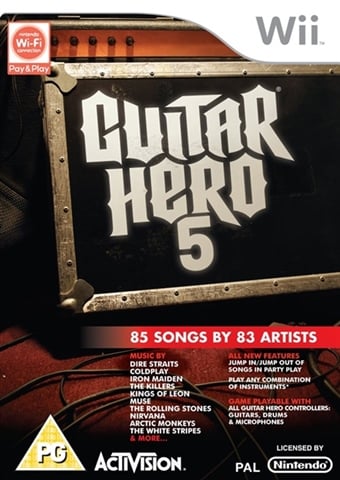 Nintendo
Wi-Fi
CONNECTION
Pay & Play
Wii
TM
GUITAR
HERO
5
85 SONGS BY 83 ARTISTS
MUSIC BY
DIRE STRAITS
COLDPLAY
IRON MAIDEN
THE KILLERS
KINGS OF LEON
MUSE
THE ROLLING STONES
NIRVANA
ARCTIC MONKEYS
THE WHITE STRIPES
& MORE...
ALL NEW FEATURES
JUMP IN/JUMP OUT OF
SONGS IN PARTY PLAY
PLAY ANY COMBINATION
OF INSTRUMENTS*
GAME PLAYABLE WITH
ALL GUITAR HERO CONTROLLERS:
GUITARS, DRUMS
& MICROPHONES
PG
ACTIVISION
PAL
LICENSED BY
Nintendo